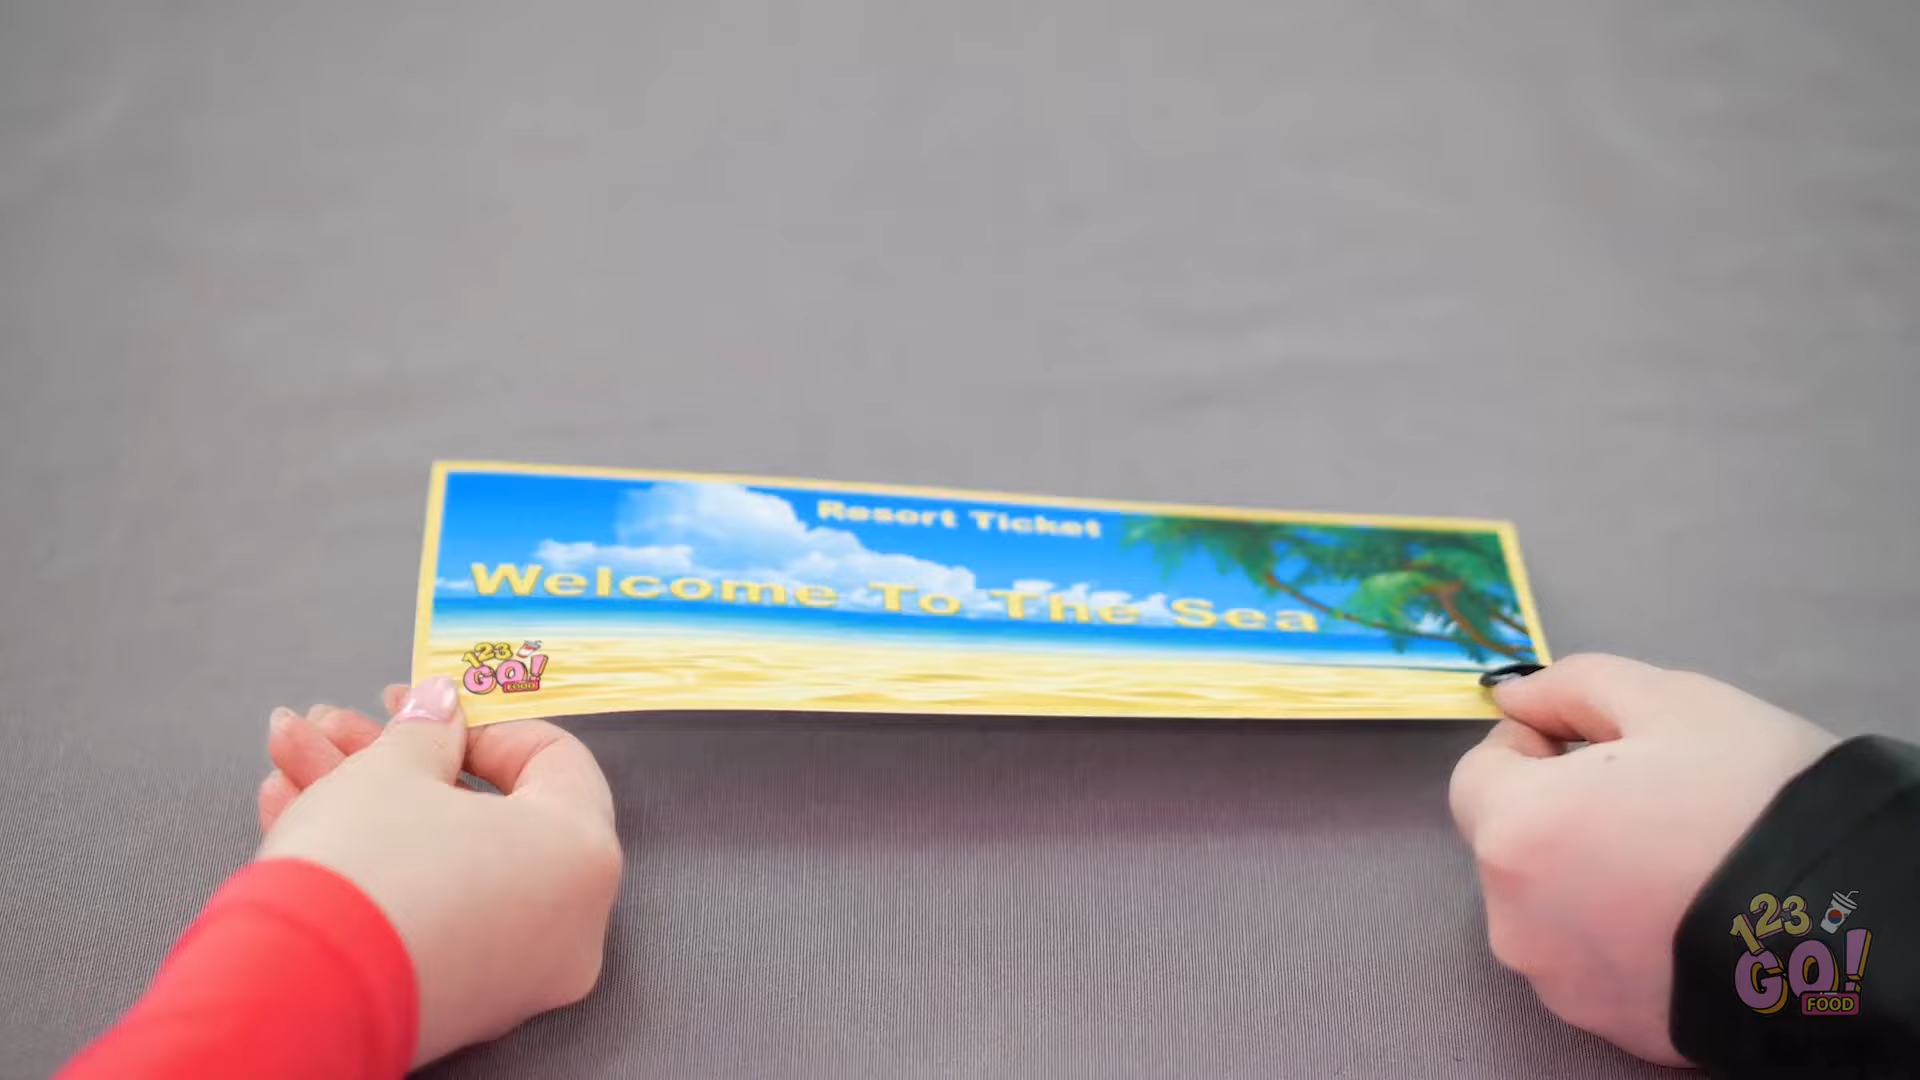 Resort Ticket
Welcome To The Sea
123
GO!
FOOD
123
GO!
FOOD